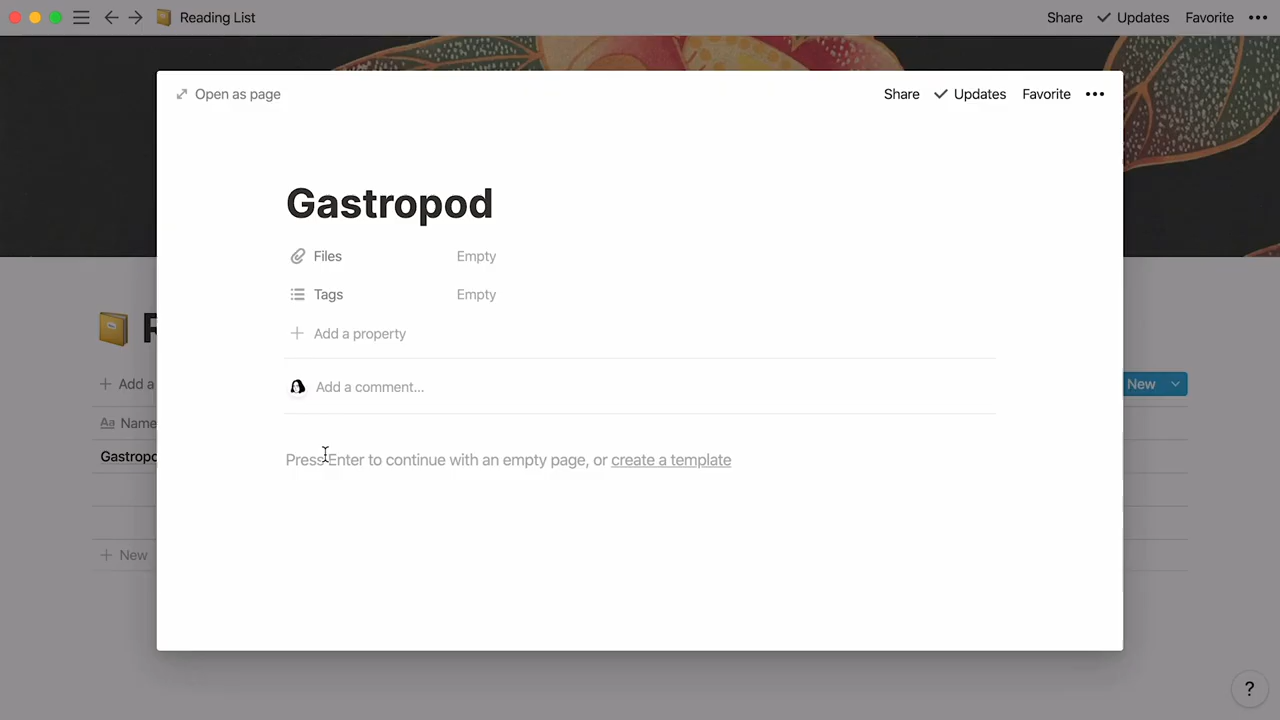 Reading List
Share Updates Favorite
Open as page
Share Updates Favorite
Gastropod
Files Empty
Tags Empty
Add a property
Add a comment...
Press Enter to continue with an empty page, or create a template
R
Add a
New
Aa Name
Gastropo
New
?